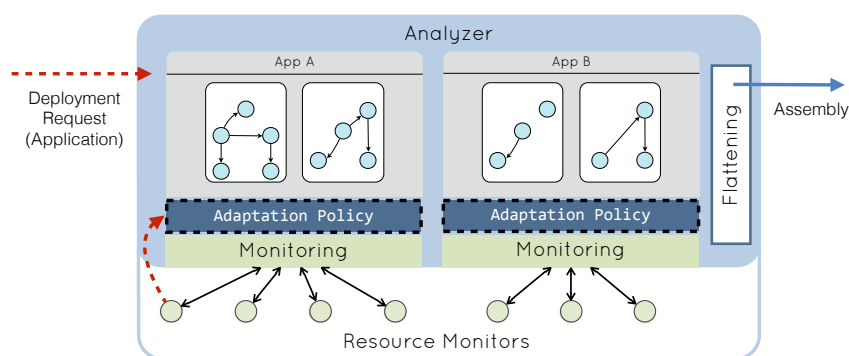 Analyzer
App A
App B
Deployment
Request
(Application)
Assembly
Flattening
Adaptation Policy
Adaptation Policy
Monitoring
Monitoring
Resource Monitors